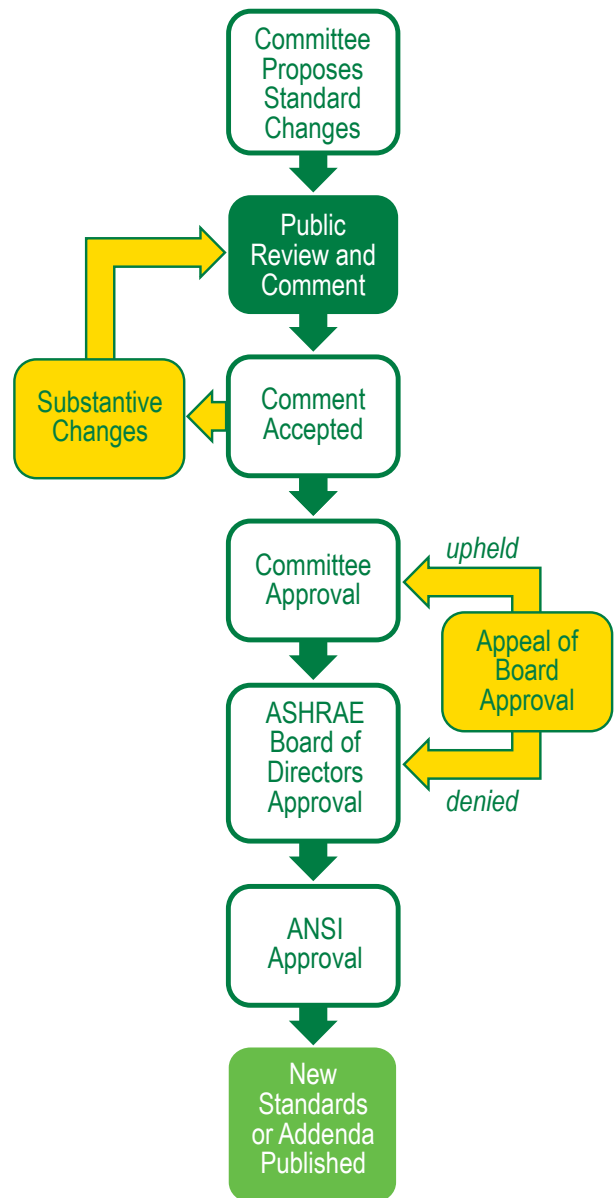 Committee
Proposes
Standard
Changes
Public
Review and
Comment
Substantive
Changes
Comment
Accepted
Committee
Approval
upheld
Appeal of
Board
Approval
ASHRAE
Board of
Directors
Approval
denied
ANSI
Approval
New
Standards
or Addenda
Published